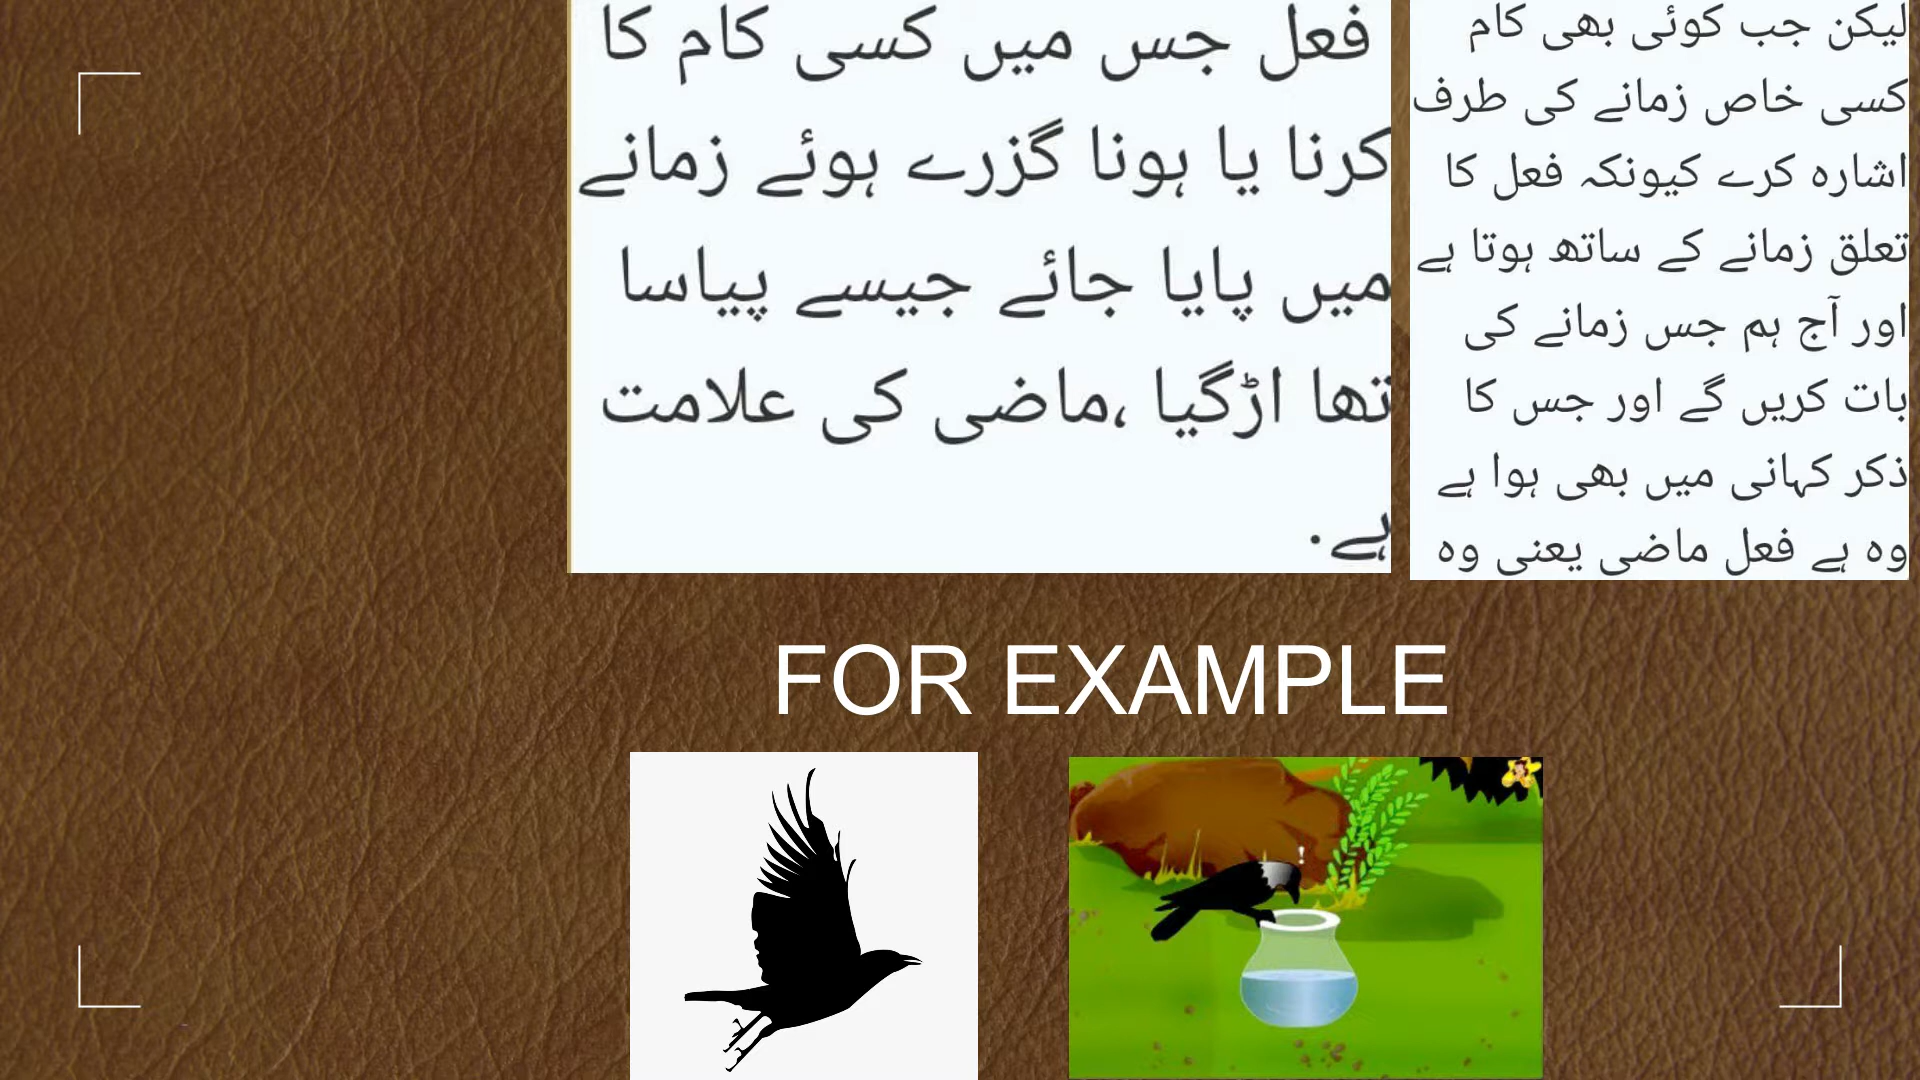 لیکن جب کوئی بھی کام
کسی خاص زمانے کی طرف
اشارہ کرے کیونکہ فعل کا
تعلق زمانے کے ساتھ ہوتا ہے
اور آج ہم جس زمانے کی
بات کریں گے اور جس کا
ذکر کہانی میں بھی ہوا ہے
وہ ہے فعل ماضی یعنی وہ
فعل جس میں کسی کام کا
کرنا یا ہونا گزرے ہوئے زمانے
میں پایا جائے جیسے پیاسا
تھا اڑگیا ،ماضی کی علامت
ہے.
FOR EXAMPLE
!